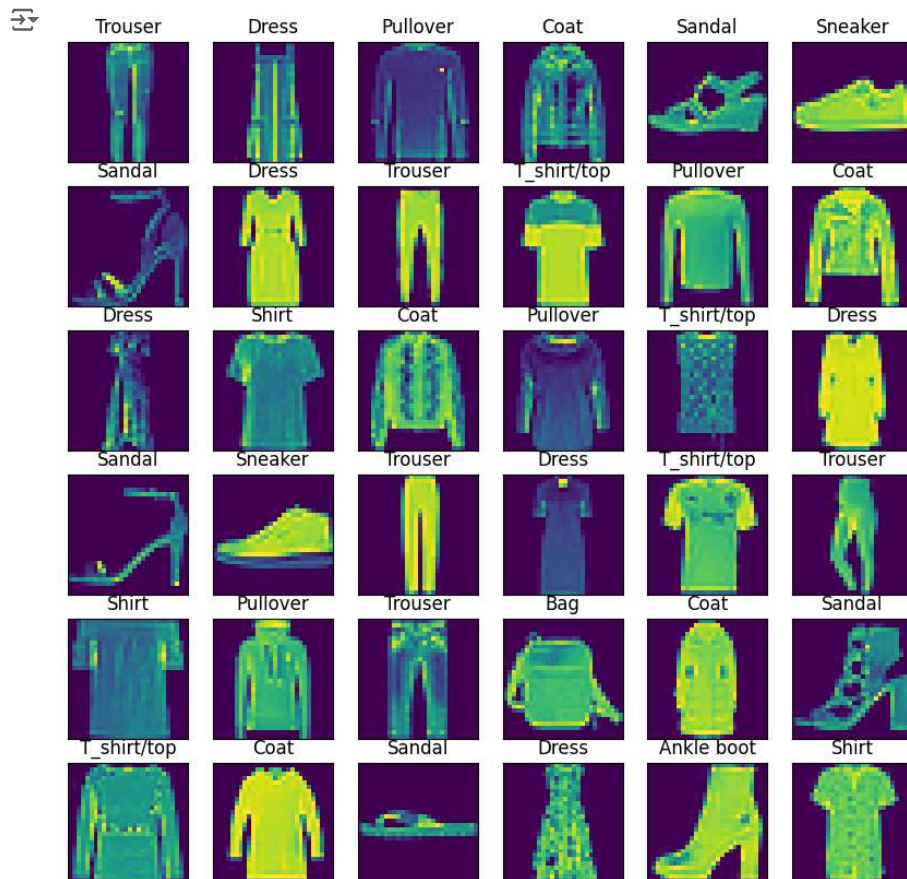 Trouser Dress Pullover Coat Sandal Sneaker
Sandal Dress Trouser T_shirt/top Pullover Coat
Dress Shirt Coat Pullover T_shirt/top Dress
Sandal Sneaker Trouser Dress T_shirt/top Trouser
Shirt Pullover Trouser Bag Coat Sandal
T_shirt/top Coat Sandal Dress Ankle boot Shirt